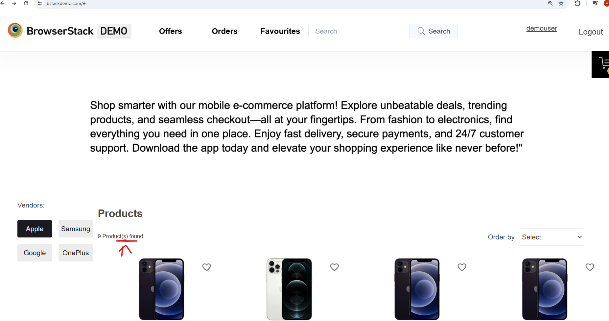 bstackdemo.com/#
BrowserStack DEMO Offers Orders Favourites Search Search demouser Logout
Shop smarter with our mobile e-commerce platform! Explore unbeatable deals, trending
products, and seamless checkout—all at your fingertips. From fashion to electronics, find
everything you need in one place. Enjoy fast delivery, secure payments, and 24/7 customer
support. Download the app today and elevate your shopping experience like never before!"
Vendors:
Products
Apple Samsung
9 Product(s) found
Order by Select
Google OnePlus